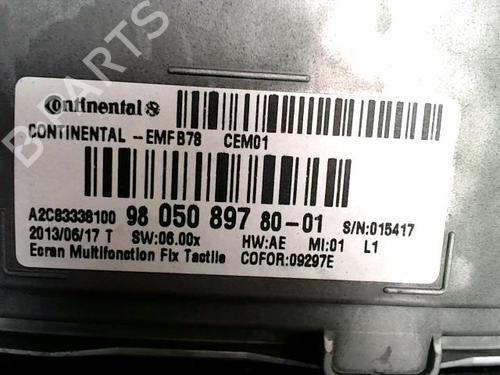 Continental
CONTINENTAL --EMFB78 CEM01
A2C83338100 98 050 897 80-01 S/N:015417
2013/06/17 T SW:06.00x HW:AE MI:01 L1
Ecran Multifonction Fix Tactile COFOR:09297E
B PARTS